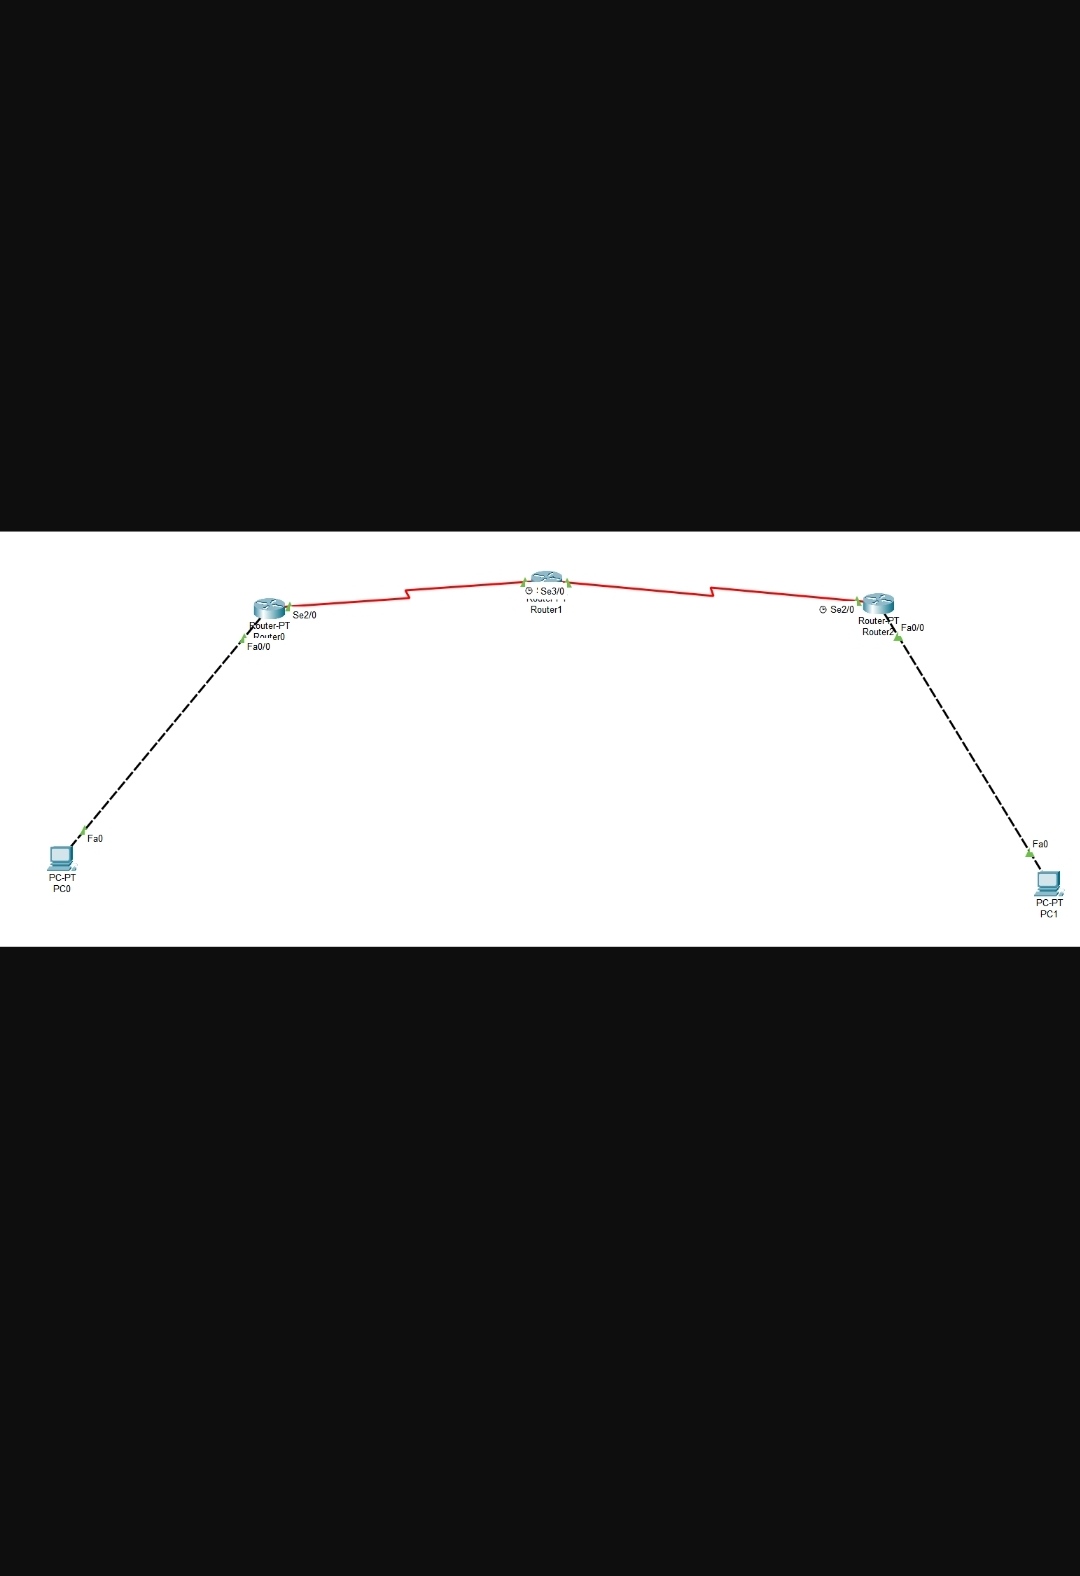 Se3/0
Router1
Se2/0
Router-PT
Router0
Fa0/0
Se2/0
Router-PT
Router2
Fa0/0
Fa0
PC-PT
PC0
Fa0
PC-PT
PC1